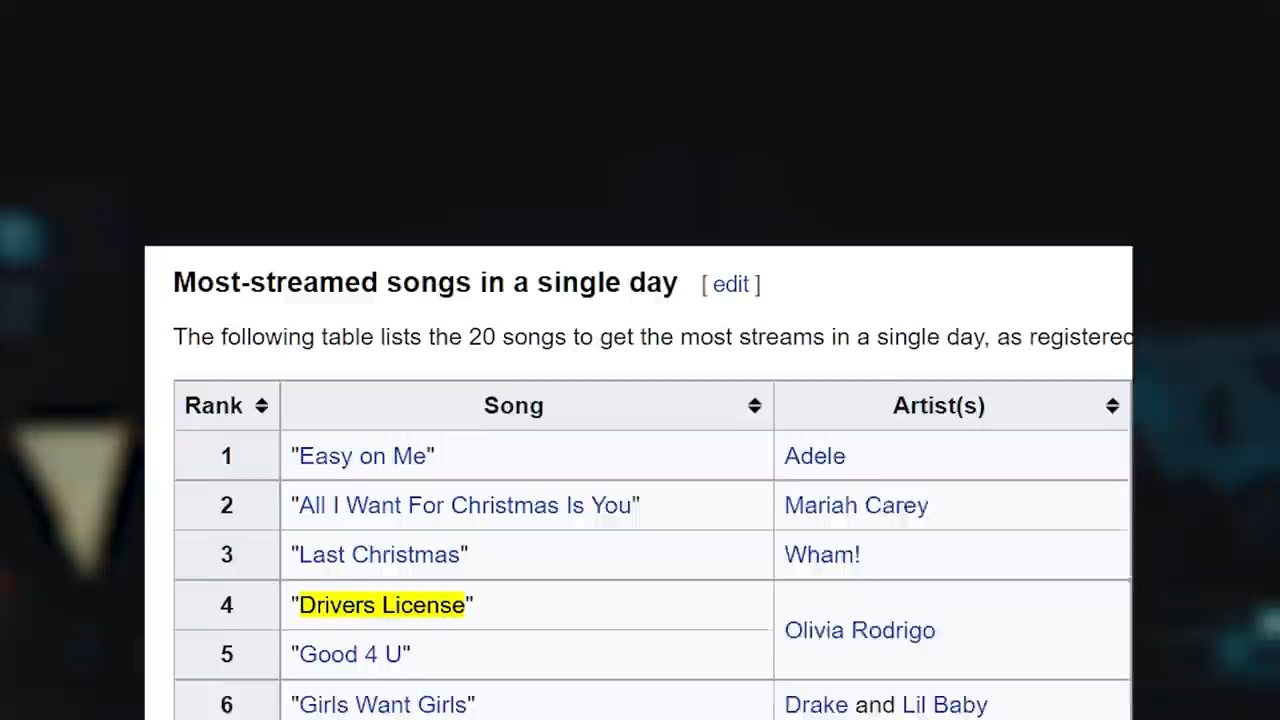 Most-streamed songs in a single day [ edit ]
The following table lists the 20 songs to get the most streams in a single day, as registered
Rank Song Artist(s)
1 "Easy on Me" Adele
2 "All I Want For Christmas Is You" Mariah Carey
3 "Last Christmas" Wham!
4 "Drivers License" Olivia Rodrigo
5 "Good 4 U"
6 "Girls Want Girls" Drake and Lil Baby